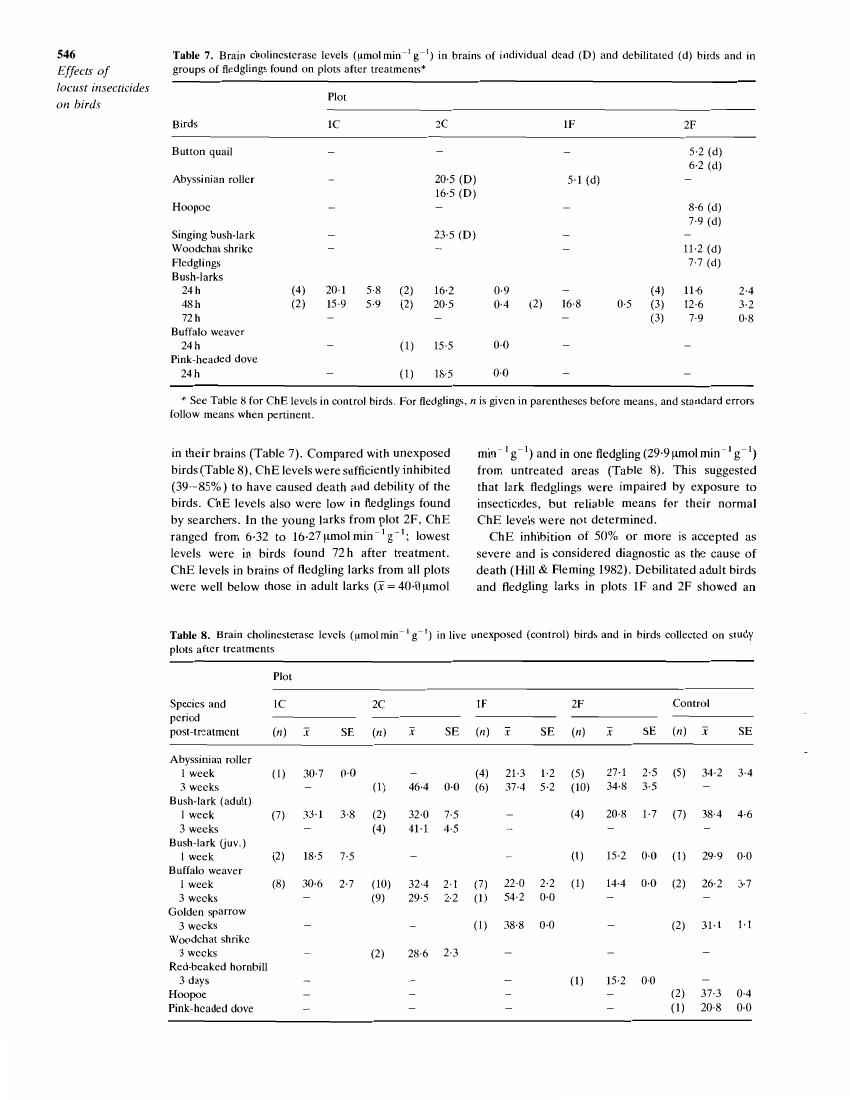 546
Effects of
locust insecticides
on birds
Table 7. Brain cholinesterase levels (µmol min⁻¹ g⁻¹) in brains of individual dead (D) and debilitated (d) birds and in
groups of fledglings found on plots after treatments*
Plot
Birds 1C 2C 1F 2F
Button quail – – – 5·2 (d)
6·2 (d)
Abyssinian roller – 20·5 (D) 5·1 (d) –
16·5 (D)
Hoopoe – – – 8·6 (d)
7·9 (d)
Singing bush-lark – 23·5 (D) – –
Woodchat shrike – – – 11·2 (d)
Fledglings 7·7 (d)
Bush-larks
24 h (4) 20·1 5·8 (2) 16·2 0·9 – (4) 11·6 2·4
48 h (2) 15·9 5·9 (2) 20·5 0·4 (2) 16·8 0·5 (3) 12·6 3·2
72 h – – – (3) 7·9 0·8
Buffalo weaver
24 h – (1) 15·5 0·0 – –
Pink-headed dove
24 h – (1) 18·5 0·0 – –
* See Table 8 for ChE levels in control birds. For fledglings, n is given in parentheses before means, and standard errors
follow means when pertinent.
in their brains (Table 7). Compared with unexposed
birds (Table 8), ChE levels were sufficiently inhibited
(39–85%) to have caused death and debility of the
birds. ChE levels also were low in fledglings found
by searchers. In the young larks from plot 2F, ChE
ranged from 6·32 to 16·27 µmol min⁻¹ g⁻¹; lowest
levels were in birds found 72 h after treatment.
ChE levels in brains of fledgling larks from all plots
were well below those in adult larks (x̄ = 40·0 µmol
min⁻¹ g⁻¹) and in one fledgling (29·9 µmol min⁻¹ g⁻¹)
from untreated areas (Table 8). This suggested
that lark fledglings were impaired by exposure to
insecticides, but reliable means for their normal
ChE levels were not determined.
ChE inhibition of 50% or more is accepted as
severe and is considered diagnostic as the cause of
death (Hill & Fleming 1982). Debilitated adult birds
and fledgling larks in plots 1F and 2F showed an
Table 8. Brain cholinesterase levels (µmol min⁻¹ g⁻¹) in live unexposed (control) birds and in birds collected on study
plots after treatments
Plot
Species and 1C 2C 1F 2F Control
period
post-treatment (n) x̄ SE (n) x̄ SE (n) x̄ SE (n) x̄ SE (n) x̄ SE
Abyssinian roller
1 week (1) 30·7 0·0 – (4) 21·3 1·2 (5) 27·1 2·5 (5) 34·2 3·4
3 weeks – (1) 46·4 0·0 (6) 37·4 5·2 (10) 34·8 3·5 –
Bush-lark (adult)
1 week (7) 33·1 3·8 (2) 32·0 7·5 – (4) 20·8 1·7 (7) 38·4 4·6
3 weeks – (4) 41·1 4·5 – – –
Bush-lark (juv.)
1 week (2) 18·5 7·5 – – (1) 15·2 0·0 (1) 29·9 0·0
Buffalo weaver
1 week (8) 30·6 2·7 (10) 32·4 2·1 (7) 22·0 2·2 (1) 14·4 0·0 (2) 26·2 3·7
3 weeks – (9) 29·5 2·2 (1) 54·2 0·0 – –
Golden sparrow
3 weeks – – (1) 38·8 0·0 – (2) 31·1 1·1
Woodchat shrike
3 weeks – (2) 28·6 2·3 – – –
Red-beaked hornbill
3 days – – – (1) 15·2 0·0 –
Hoopoe – – – – (2) 37·3 0·4
Pink-headed dove – – – – (1) 20·8 0·0